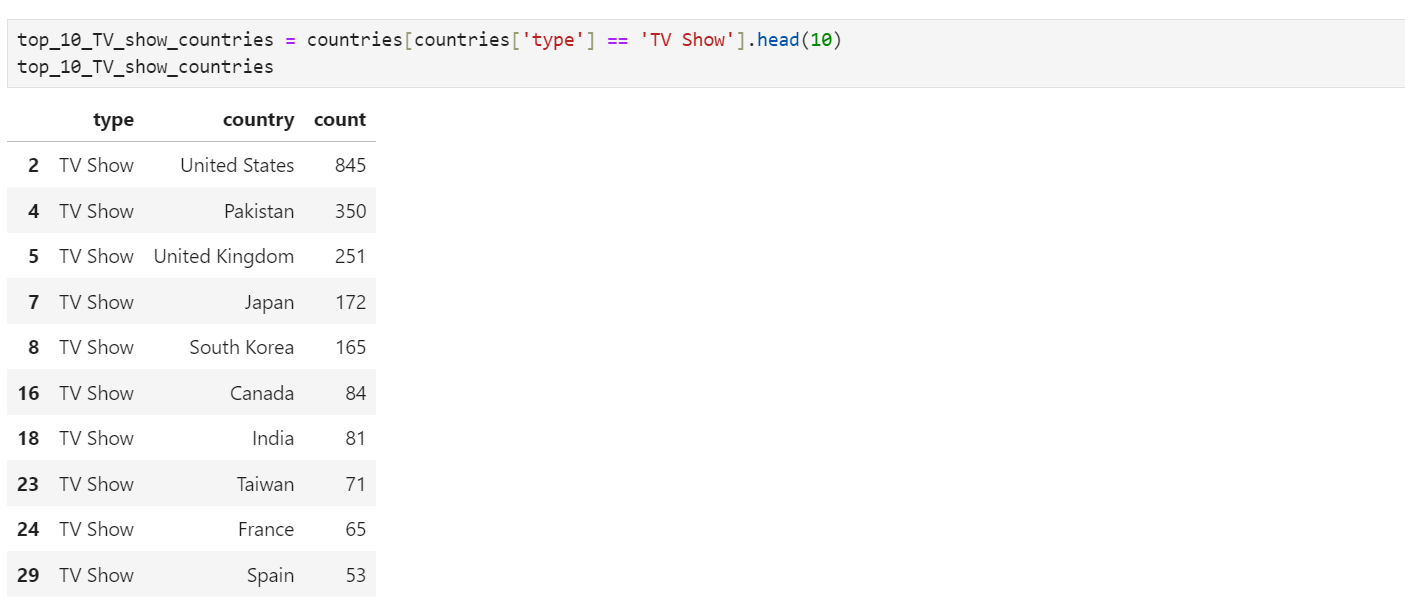 top_10_TV_show_countries = countries[countries['type'] == 'TV Show'].head(10)
top_10_TV_show_countries
type country count
2 TV Show United States 845
4 TV Show Pakistan 350
5 TV Show United Kingdom 251
7 TV Show Japan 172
8 TV Show South Korea 165
16 TV Show Canada 84
18 TV Show India 81
23 TV Show Taiwan 71
24 TV Show France 65
29 TV Show Spain 53